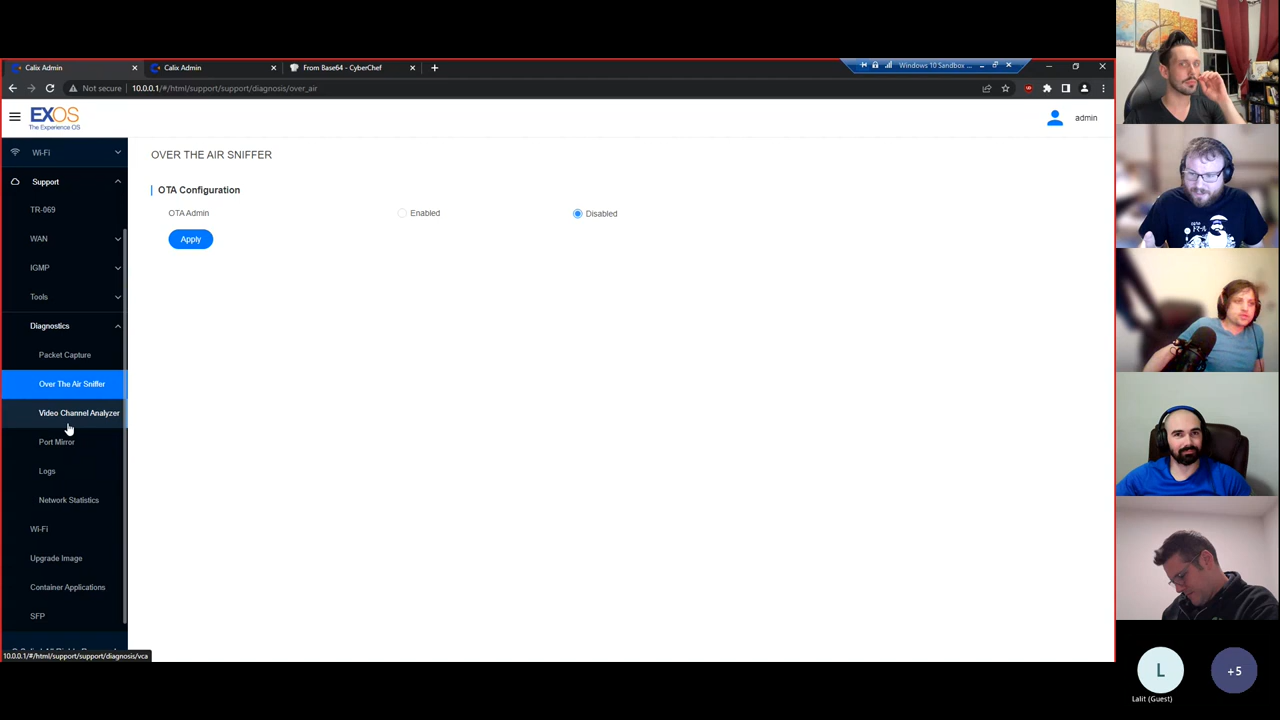 Calix Admin
Calix Admin
From Base64 - CyberChef
Windows 10 Sandbox ...
Not secure
10.0.0.1/#/html/support/support/diagnosis/over_air
EXOS
The Experience OS
admin
Wi-Fi
Support
TR-069
WAN
IGMP
Tools
Diagnostics
Packet Capture
Over The Air Sniffer
Video Channel Analyzer
Port Mirror
Logs
Network Statistics
Wi-Fi
Upgrade Image
Container Applications
SFP
OVER THE AIR SNIFFER
OTA Configuration
OTA Admin
Enabled
Disabled
Apply
10.0.0.1/#/html/support/support/diagnosis/vca
L
Lalit (Guest)
+5